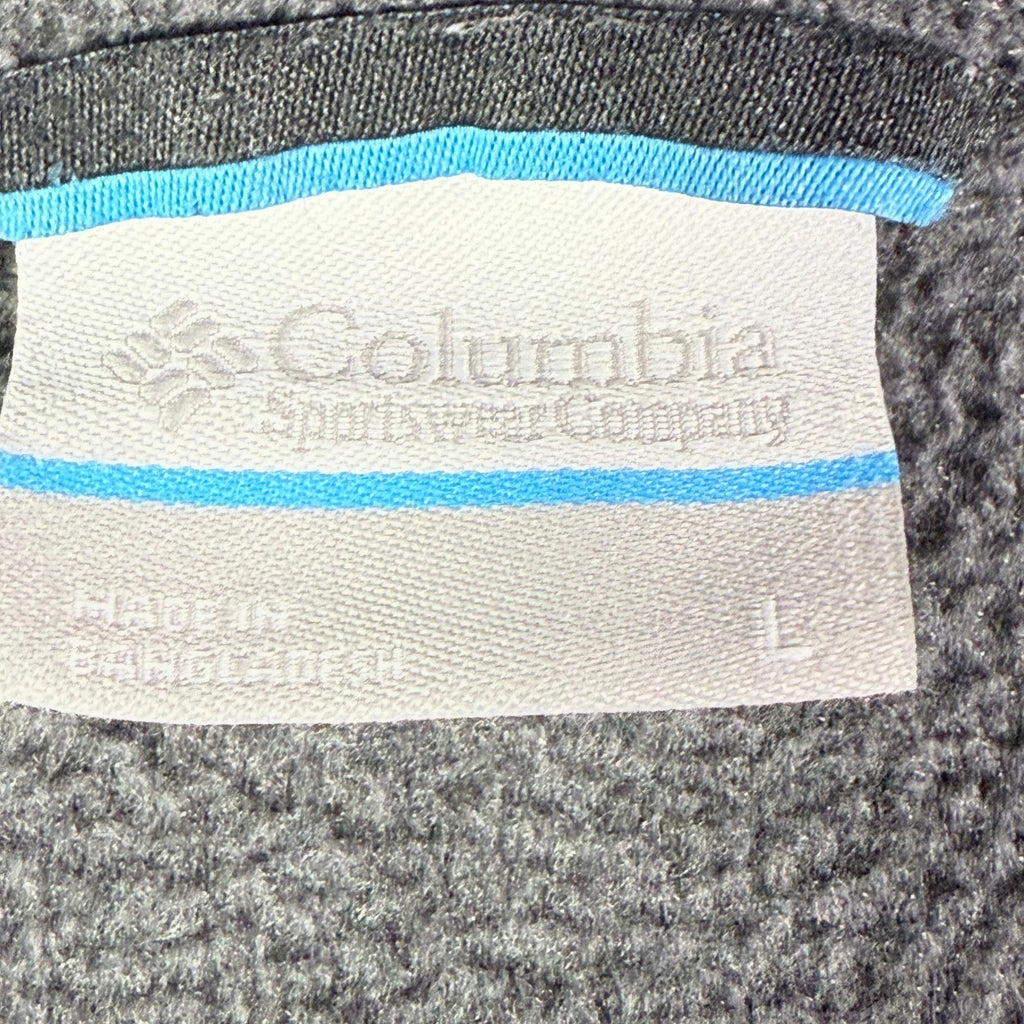 Columbia
Sportswear Company
MADE IN
BANGLADESH
L